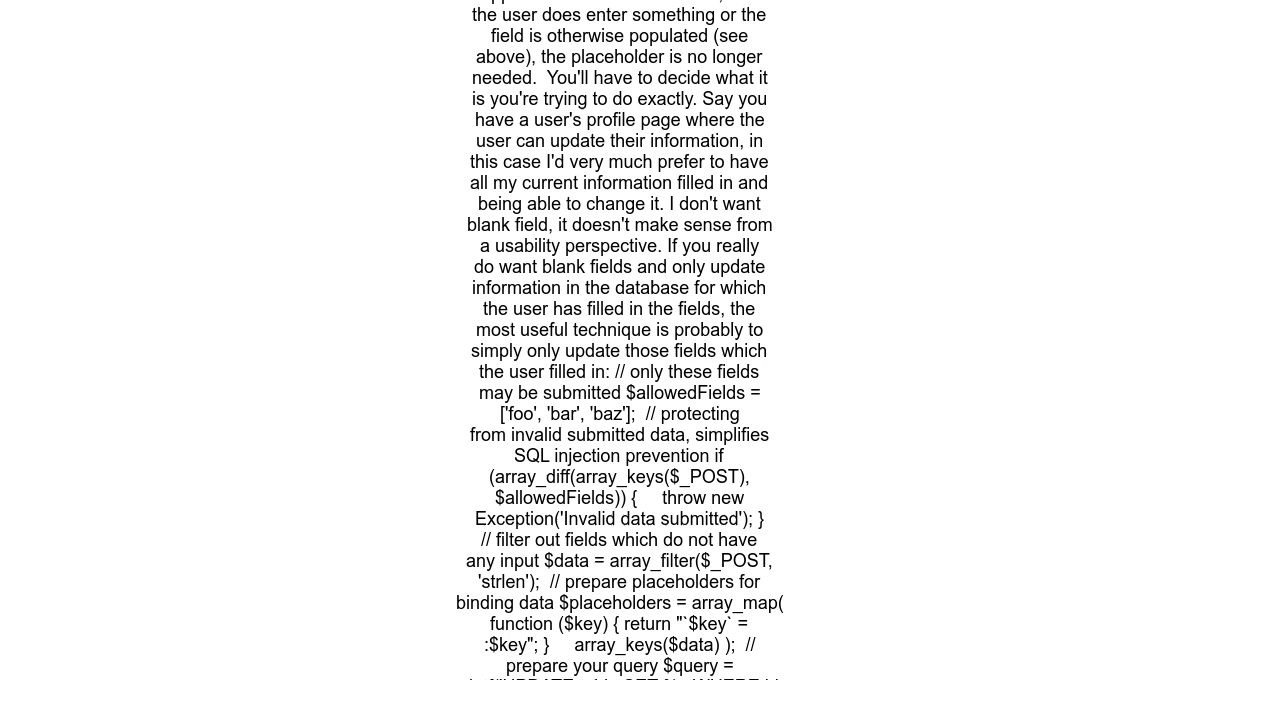 the user does enter something or the
field is otherwise populated (see
above), the placeholder is no longer
needed.  You'll have to decide what it
is you're trying to do exactly. Say you
have a user's profile page where the
user can update their information, in
this case I'd very much prefer to have
all my current information filled in and
being able to change it. I don't want
blank field, it doesn't make sense from
a usability perspective. If you really
do want blank fields and only update
information in the database for which
the user has filled in the fields, the
most useful technique is probably to
simply only update those fields which
the user filled in: // only these fields
may be submitted $allowedFields =
['foo', 'bar', 'baz'];  // protecting
from invalid submitted data, simplifies
SQL injection prevention if
(array_diff(array_keys($_POST),
$allowedFields)) {     throw new
Exception('Invalid data submitted'); }
// filter out fields which do not have
any input $data = array_filter($_POST,
'strlen');  // prepare placeholders for
binding data $placeholders = array_map(
function ($key) { return "`$key` =
:$key"; }     array_keys($data) );  //
prepare your query $query =